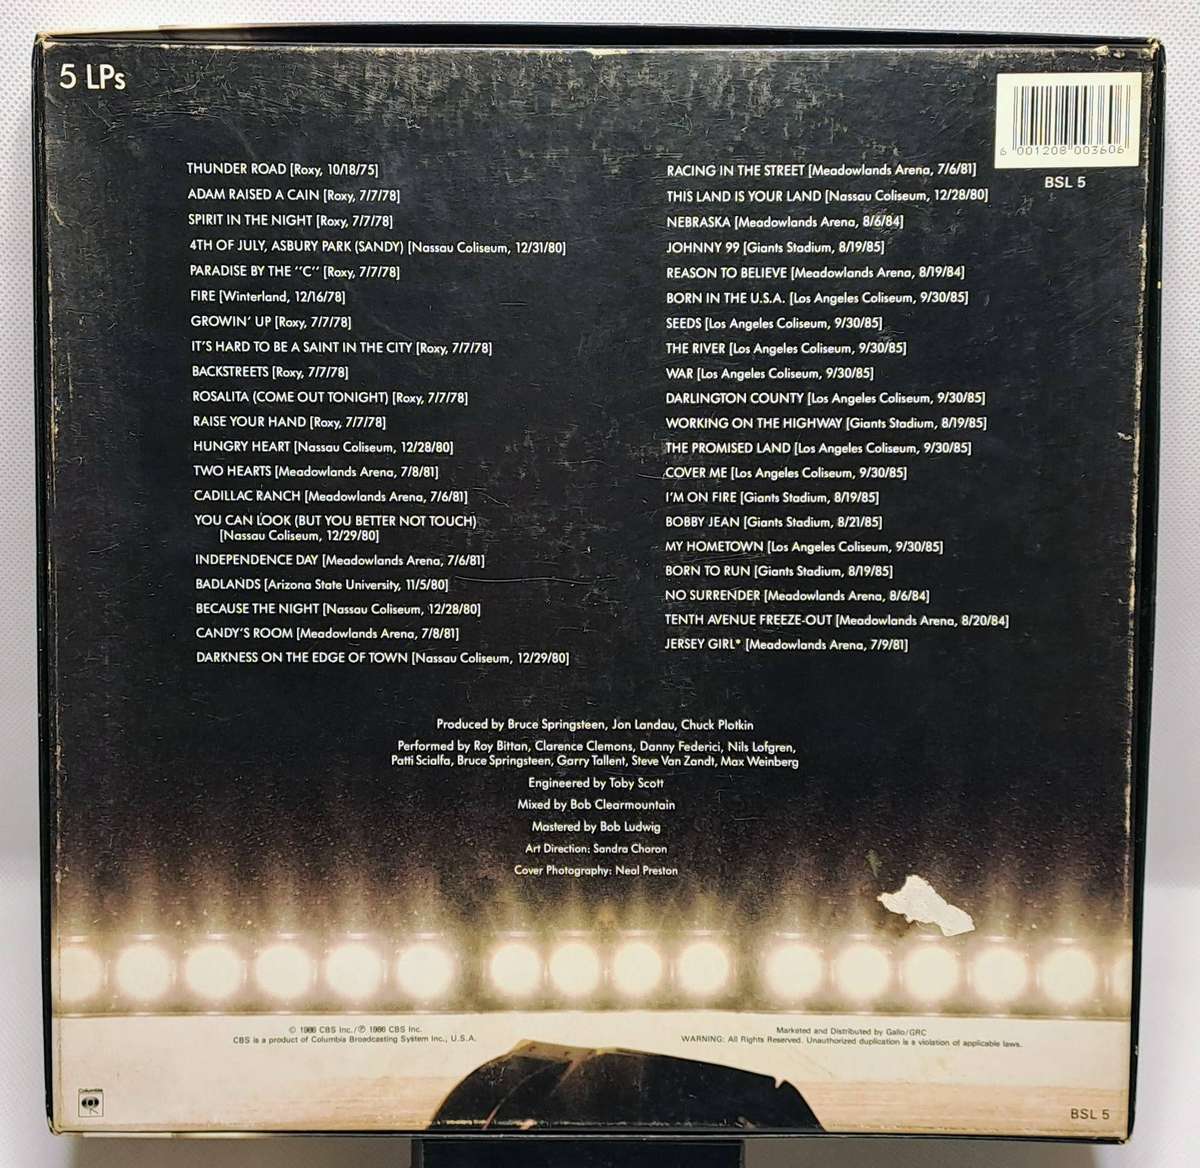 5 LPs
6 001208 003606
BSL 5
THUNDER ROAD [Roxy, 10/18/75]
ADAM RAISED A CAIN [Roxy, 7/7/78]
SPIRIT IN THE NIGHT [Roxy, 7/7/78]
4TH OF JULY, ASBURY PARK (SANDY) [Nassau Coliseum, 12/31/80]
PARADISE BY THE "C" [Roxy, 7/7/78]
FIRE [Winterland, 12/16/78]
GROWIN' UP [Roxy, 7/7/78]
IT'S HARD TO BE A SAINT IN THE CITY [Roxy, 7/7/78]
BACKSTREETS [Roxy, 7/7/78]
ROSALITA (COME OUT TONIGHT) [Roxy, 7/7/78]
RAISE YOUR HAND [Roxy, 7/7/78]
HUNGRY HEART [Nassau Coliseum, 12/28/80]
TWO HEARTS [Meadowlands Arena, 7/8/81]
CADILLAC RANCH [Meadowlands Arena, 7/6/81]
YOU CAN LOOK (BUT YOU BETTER NOT TOUCH)
[Nassau Coliseum, 12/29/80]
INDEPENDENCE DAY [Meadowlands Arena, 7/6/81]
BADLANDS [Arizona State University, 11/5/80]
BECAUSE THE NIGHT [Nassau Coliseum, 12/28/80]
CANDY'S ROOM [Meadowlands Arena, 7/8/81]
DARKNESS ON THE EDGE OF TOWN [Nassau Coliseum, 12/29/80]
RACING IN THE STREET [Meadowlands Arena, 7/6/81]
THIS LAND IS YOUR LAND [Nassau Coliseum, 12/28/80]
NEBRASKA [Meadowlands Arena, 8/6/84]
JOHNNY 99 [Giants Stadium, 8/19/85]
REASON TO BELIEVE [Meadowlands Arena, 8/19/84]
BORN IN THE U.S.A. [Los Angeles Coliseum, 9/30/85]
SEEDS [Los Angeles Coliseum, 9/30/85]
THE RIVER [Los Angeles Coliseum, 9/30/85]
WAR [Los Angeles Coliseum, 9/30/85]
DARLINGTON COUNTY [Los Angeles Coliseum, 9/30/85]
WORKING ON THE HIGHWAY [Giants Stadium, 8/19/85]
THE PROMISED LAND [Los Angeles Coliseum, 9/30/85]
COVER ME [Los Angeles Coliseum, 9/30/85]
I'M ON FIRE [Giants Stadium, 8/19/85]
BOBBY JEAN [Giants Stadium, 8/21/85]
MY HOMETOWN [Los Angeles Coliseum, 9/30/85]
BORN TO RUN [Giants Stadium, 8/19/85]
NO SURRENDER [Meadowlands Arena, 8/6/84]
TENTH AVENUE FREEZE-OUT [Meadowlands Arena, 8/20/84]
JERSEY GIRL* [Meadowlands Arena, 7/9/81]
Produced by Bruce Springsteen, Jon Landau, Chuck Plotkin
Performed by Roy Bittan, Clarence Clemons, Danny Federici, Nils Lofgren,
Patti Scialfa, Bruce Springsteen, Garry Tallent, Steve Van Zandt, Max Weinberg
Engineered by Toby Scott
Mixed by Bob Clearmountain
Mastered by Bob Ludwig
Art Direction: Sandra Choron
Cover Photography: Neal Preston
© 1986 CBS Inc./℗ 1986 CBS Inc.
CBS is a product of Columbia Broadcasting System Inc., U.S.A.
Marketed and Distributed by Gallo/GRC
WARNING: All Rights Reserved. Unauthorized duplication is a violation of applicable laws.
Columbia
BSL 5